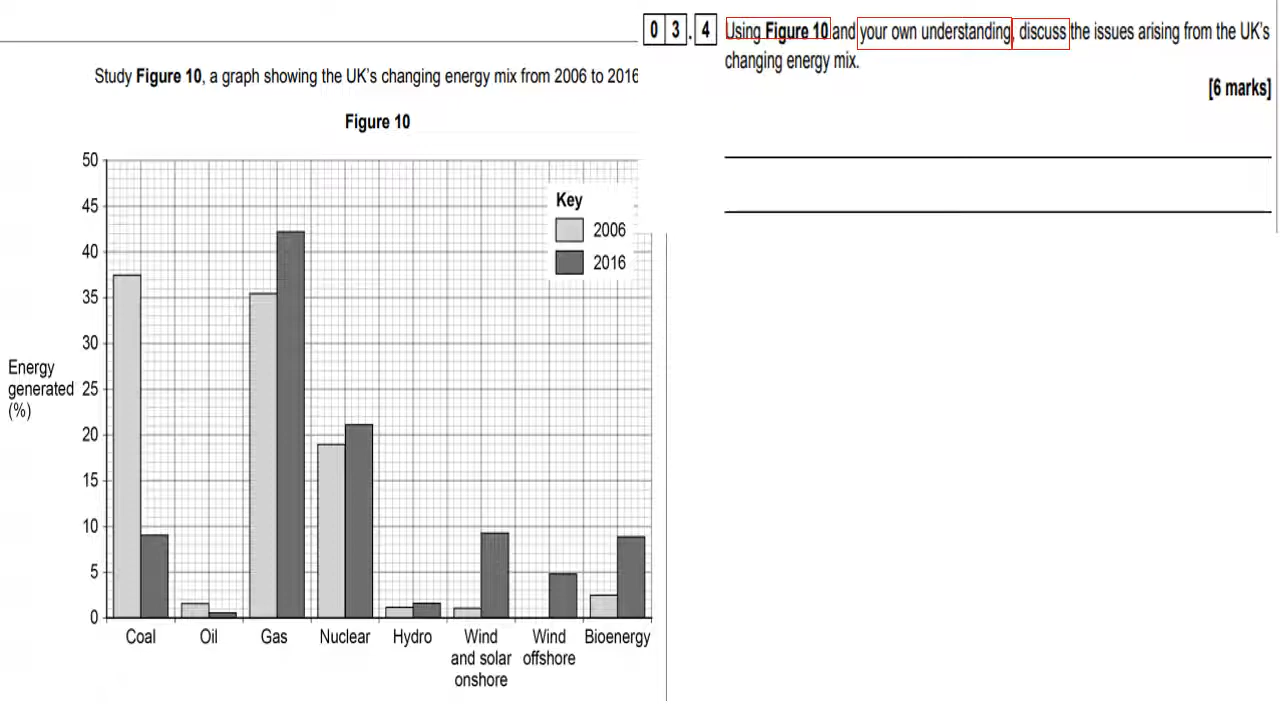 0 3 . 4 Using Figure 10 and your own understanding, discuss the issues arising from the UK's
changing energy mix.
[6 marks]
Study Figure 10, a graph showing the UK's changing energy mix from 2006 to 2016
Figure 10
50
45
40
35
30
25
20
15
10
5
0
Energy
generated
(%)
Key
2006
2016
Coal
Oil
Gas
Nuclear
Hydro
Wind
and solar
onshore
Wind
offshore
Bioenergy